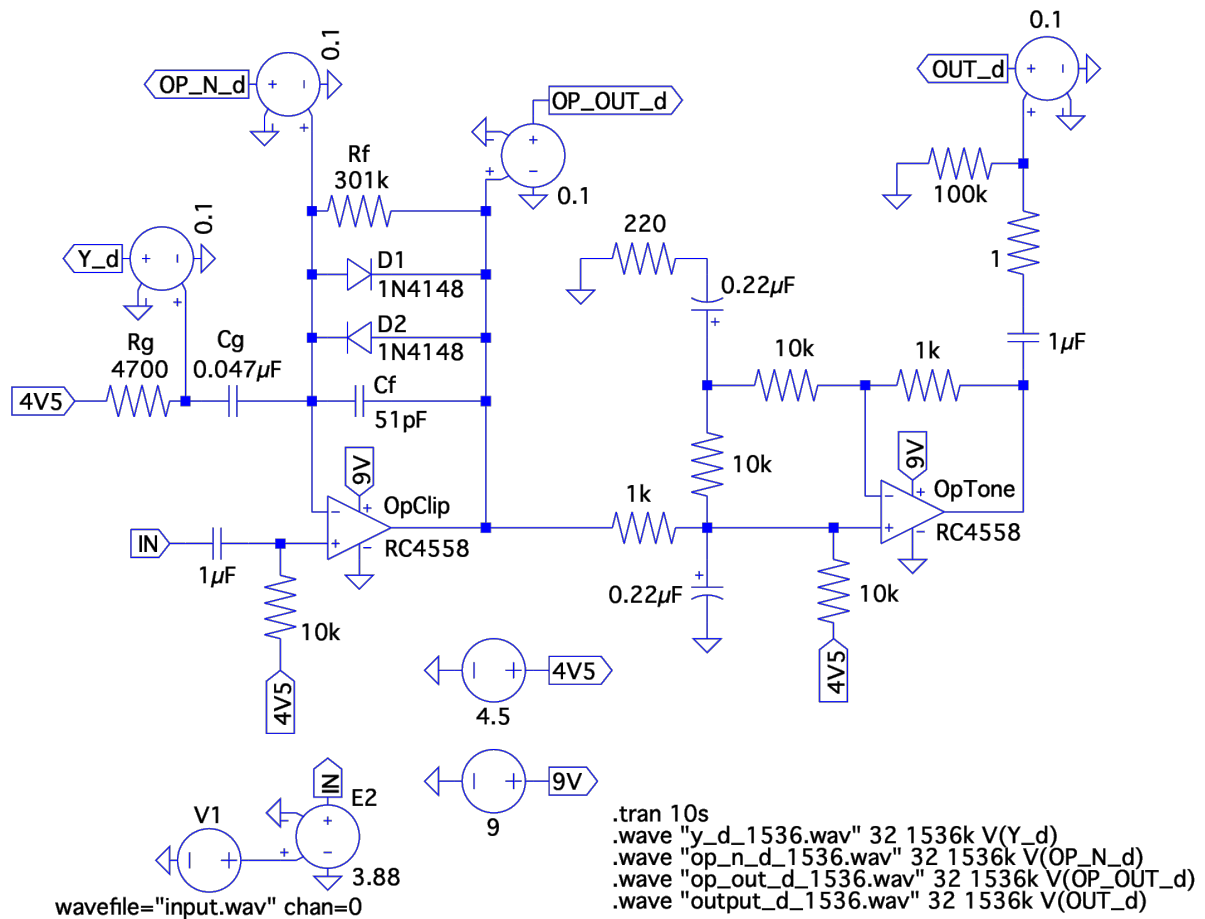 0.1
OUT_d
0.1
OP_N_d
OP_OUT_d
0.1
Rf
301k
100k
0.1
Y_d
220
1
D1
1N4148
0.22µF
D2
1N4148
1µF
Rg
4700
Cg
0.047µF
10k
1k
Cf
51pF
4V5
9V
9V
10k
OpClip
RC4558
1k
OpTone
RC4558
IN
1µF
0.22µF
10k
10k
4V5
4V5
4V5
4.5
9V
9
IN
E2
V1
3.88
wavefile="input.wav" chan=0
.tran 10s
.wave "y_d_1536.wav" 32 1536k V(Y_d)
.wave "op_n_d_1536.wav" 32 1536k V(OP_N_d)
.wave "op_out_d_1536.wav" 32 1536k V(OP_OUT_d)
.wave "output_d_1536.wav" 32 1536k V(OUT_d)